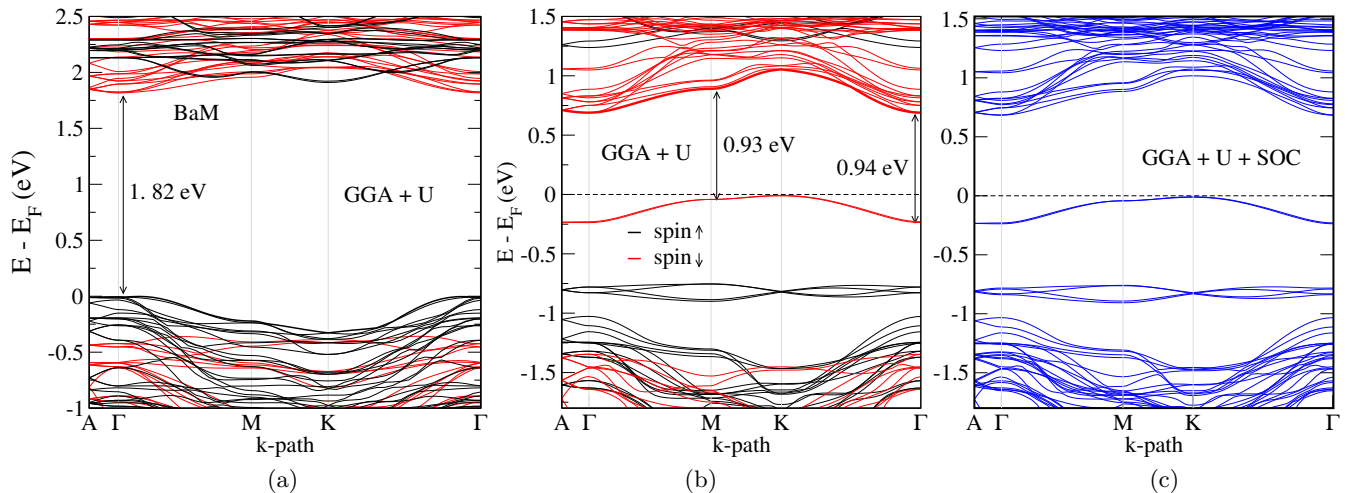 2.5
2
1.5
1
0.5
0
-0.5
-1
E - E_F (eV)
BaM
1. 82 eV
GGA + U
A Γ M K Γ
k-path
(a)
1.5
1
0.5
0
-0.5
-1
-1.5
E - E_F (eV)
GGA + U
0.93 eV
0.94 eV
spin↑
spin↓
A Γ M K Γ
k-path
(b)
1.5
1
0.5
0
-0.5
-1
-1.5
GGA + U + SOC
A Γ M K Γ
k-path
(c)